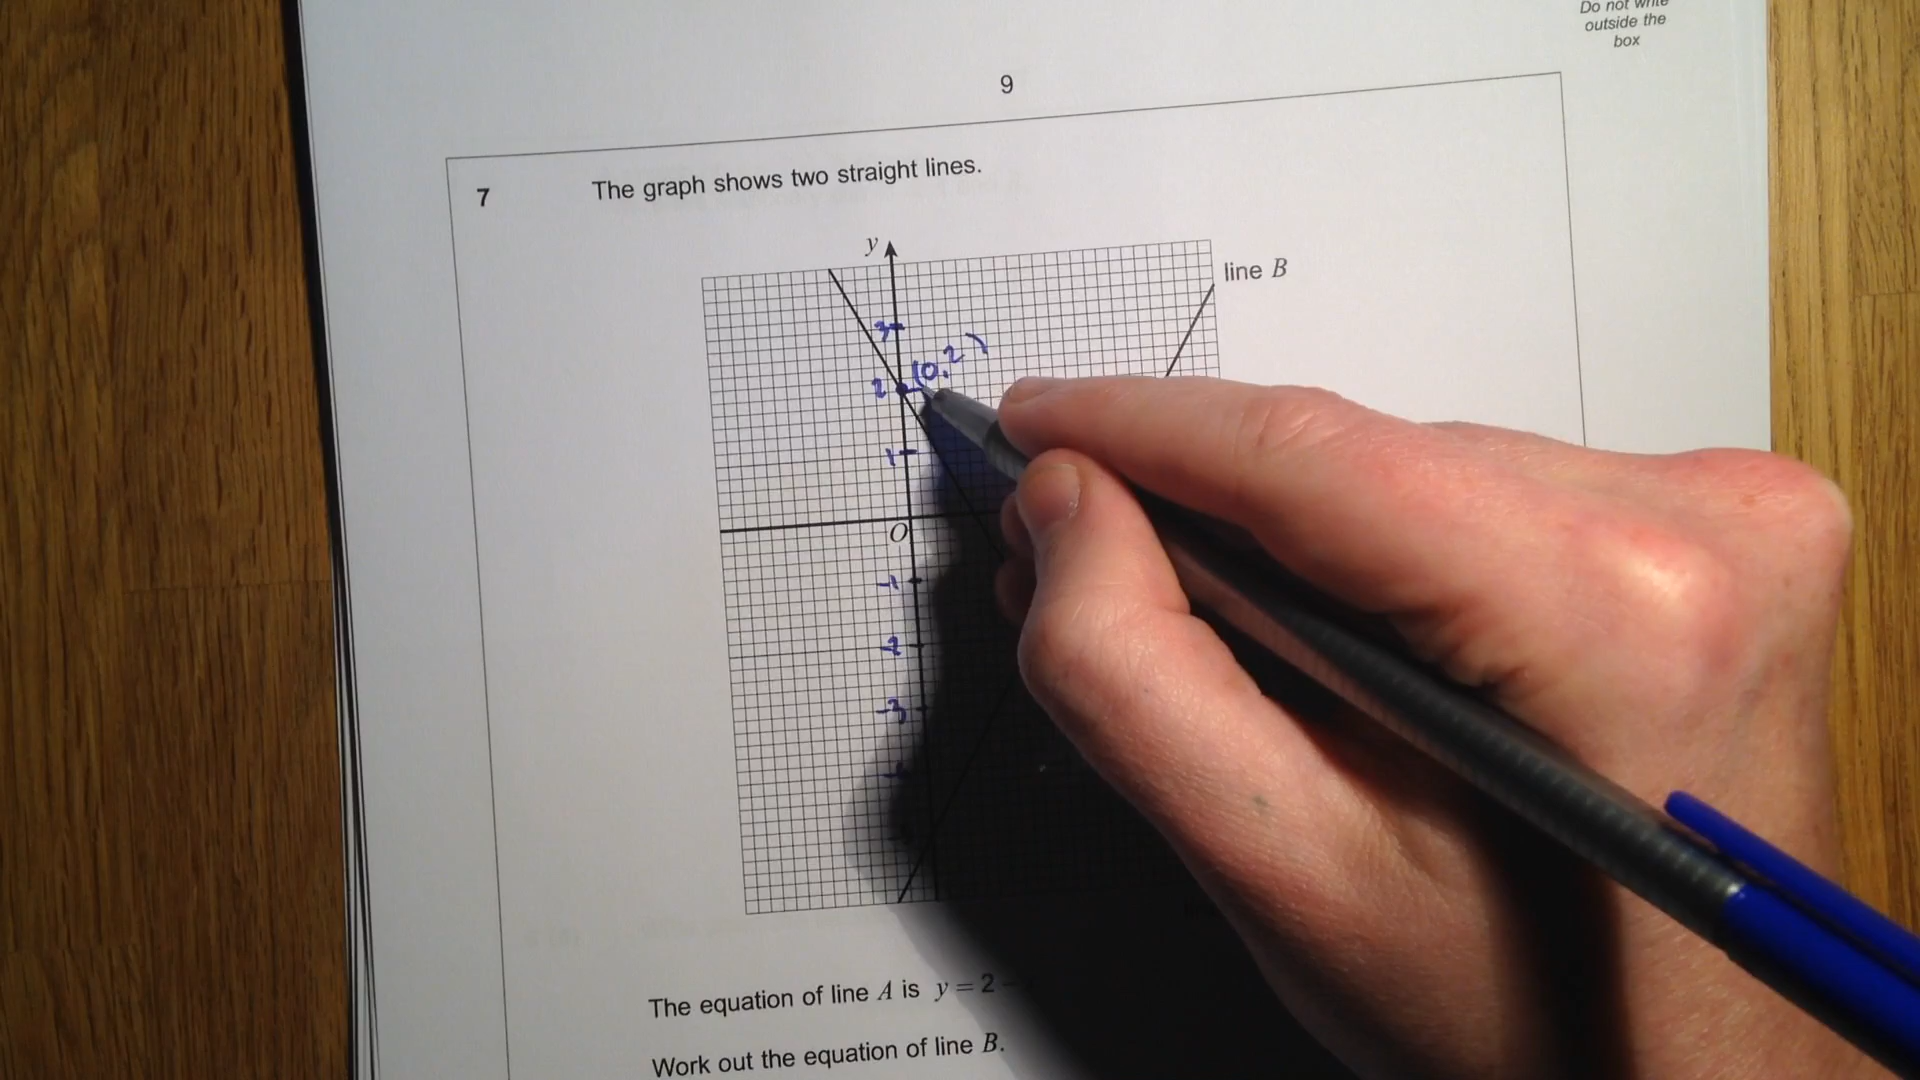 Do not write
outside the
box
9
7 The graph shows two straight lines.
y
line B
3
(0,2)
2
1
O
-1
-2
-3
The equation of line A is y = 2 -
Work out the equation of line B.